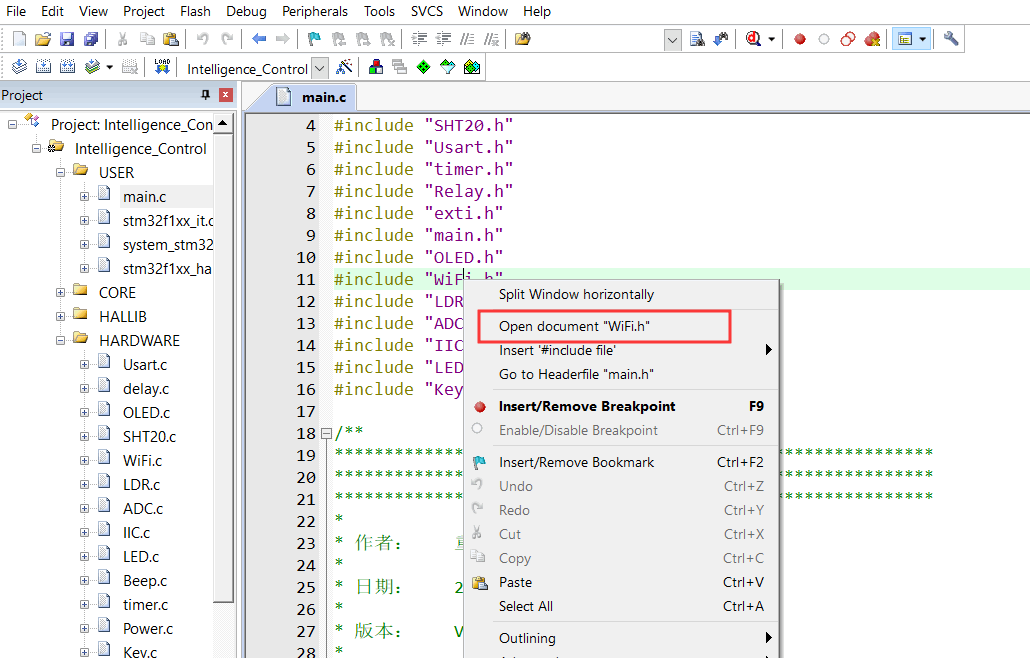 File Edit View Project Flash Debug Peripherals Tools SVCS Window Help
LOAD Intelligence_Control
Project
main.c
Project: Intelligence_Con
Intelligence_Control
USER
main.c
stm32f1xx_it.c
system_stm32
stm32f1xx_ha
CORE
HALLIB
HARDWARE
Usart.c
delay.c
OLED.c
SHT20.c
WiFi.c
LDR.c
ADC.c
IIC.c
LED.c
Beep.c
timer.c
Power.c
Key.c
4 #include "SHT20.h"
5 #include "Usart.h"
6 #include "timer.h"
7 #include "Relay.h"
8 #include "exti.h"
9 #include "main.h"
10 #include "OLED.h"
11 #include "WiFi.h"
12 #include "LDR
13 #include "ADC
14 #include "IIC
15 #include "LED
16 #include "Key
17
18 /**
19 ***********************************************************
20 ***********************************************************
21 ***********************************************************
22 *
23 * 作者:
24 *
25 * 日期: 2
26 *
27 * 版本: V
28 *
Split Window horizontally
Open document "WiFi.h"
Insert '#include file'
Go to Headerfile "main.h"
Insert/Remove Breakpoint F9
Enable/Disable Breakpoint Ctrl+F9
Insert/Remove Bookmark Ctrl+F2
Undo Ctrl+Z
Redo Ctrl+Y
Cut Ctrl+X
Copy Ctrl+C
Paste Ctrl+V
Select All Ctrl+A
Outlining